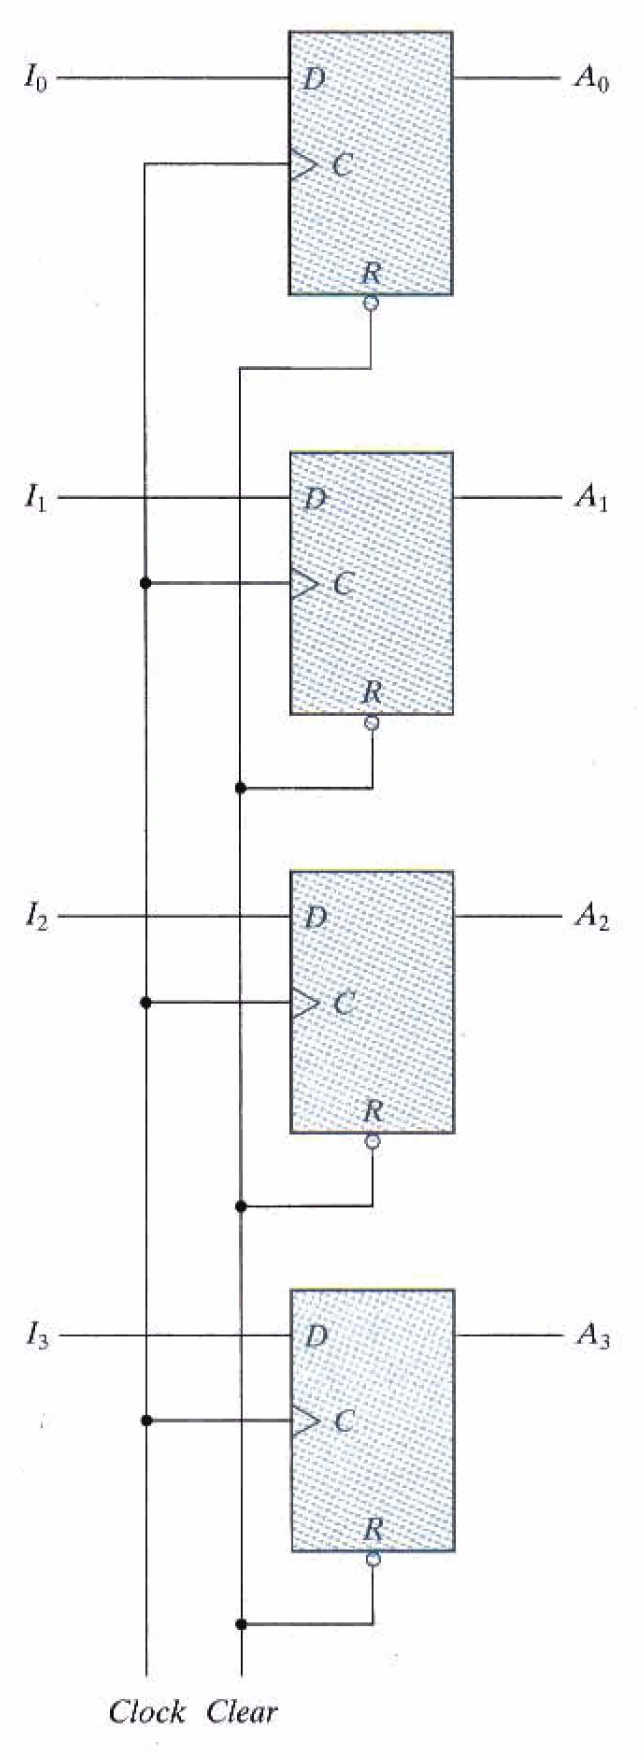 I₀ D A₀
C
R
I₁ D A₁
C
R
I₂ D A₂
C
R
I₃ D A₃
C
R
Clock Clear